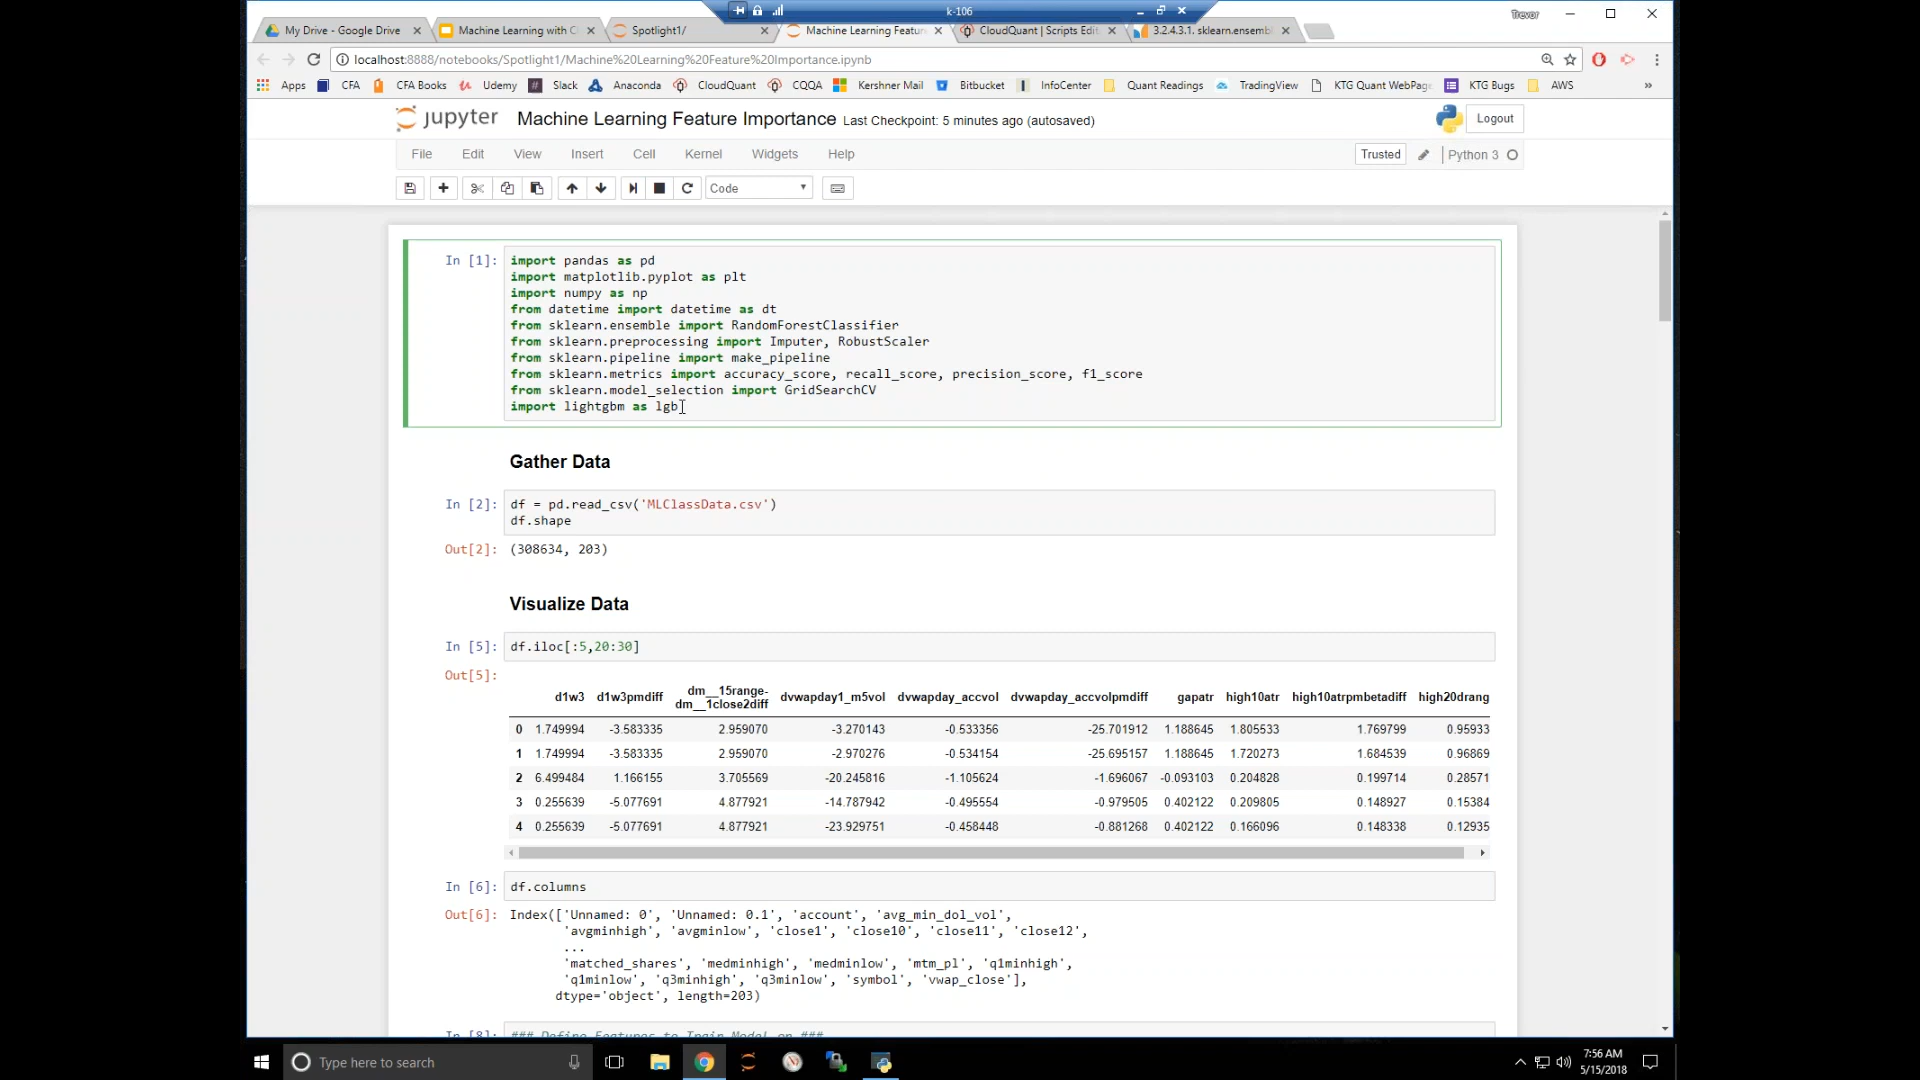 k-106
Trevor
My Drive - Google Drive
Machine Learning with C
Spotlight1/
Machine Learning Featur
CloudQuant | Scripts Edit
3.2.4.3.1. sklearn.ensemb
localhost:8888/notebooks/Spotlight1/Machine%20Learning%20Feature%20Importance.ipynb
Apps CFA CFA Books Udemy Slack Anaconda CloudQuant CQQA Kershner Mail Bitbucket InfoCenter Quant Readings TradingView KTG Quant WebPage KTG Bugs AWS »
jupyter Machine Learning Feature Importance Last Checkpoint: 5 minutes ago (autosaved) Logout
File Edit View Insert Cell Kernel Widgets Help Trusted Python 3
Code
In [1]: import pandas as pd
import matplotlib.pyplot as plt
import numpy as np
from datetime import datetime as dt
from sklearn.ensemble import RandomForestClassifier
from sklearn.preprocessing import Imputer, RobustScaler
from sklearn.pipeline import make_pipeline
from sklearn.metrics import accuracy_score, recall_score, precision_score, f1_score
from sklearn.model_selection import GridSearchCV
import lightgbm as lgb
Gather Data
In [2]: df = pd.read_csv('MLClassData.csv')
df.shape
Out[2]: (308634, 203)
Visualize Data
In [5]: df.iloc[:5,20:30]
Out[5]:
d1w3 d1w3pmdiff dm__15range-dm__1close2diff dvwapday1_m5vol dvwapday_accvol dvwapday_accvolpmdiff gapatr high10atr high10atrpmbetadiff high20drang
0 1.749994 -3.583335 2.959070 -3.270143 -0.533356 -25.701912 1.188645 1.805533 1.769799 0.95933
1 1.749994 -3.583335 2.959070 -2.970276 -0.534154 -25.695157 1.188645 1.720273 1.684539 0.96869
2 6.499484 1.166155 3.705569 -20.245816 -1.105624 -1.696067 -0.093103 0.204828 0.199714 0.28571
3 0.255639 -5.077691 4.877921 -14.787942 -0.495554 -0.979505 0.402122 0.209805 0.148927 0.15384
4 0.255639 -5.077691 4.877921 -23.929751 -0.458448 -0.881268 0.402122 0.166096 0.148338 0.12935
In [6]: df.columns
Out[6]: Index(['Unnamed: 0', 'Unnamed: 0.1', 'account', 'avg_min_dol_vol',
'avgminhigh', 'avgminlow', 'close1', 'close10', 'close11', 'close12',
...
'matched_shares', 'medminhigh', 'medminlow', 'mtm_pl', 'q1minhigh',
'q1minlow', 'q3minhigh', 'q3minlow', 'symbol', 'vwap_close'],
dtype='object', length=203)
In [8]: ### Define Features to Train Model on ###
Type here to search
7:56 AM
5/15/2018